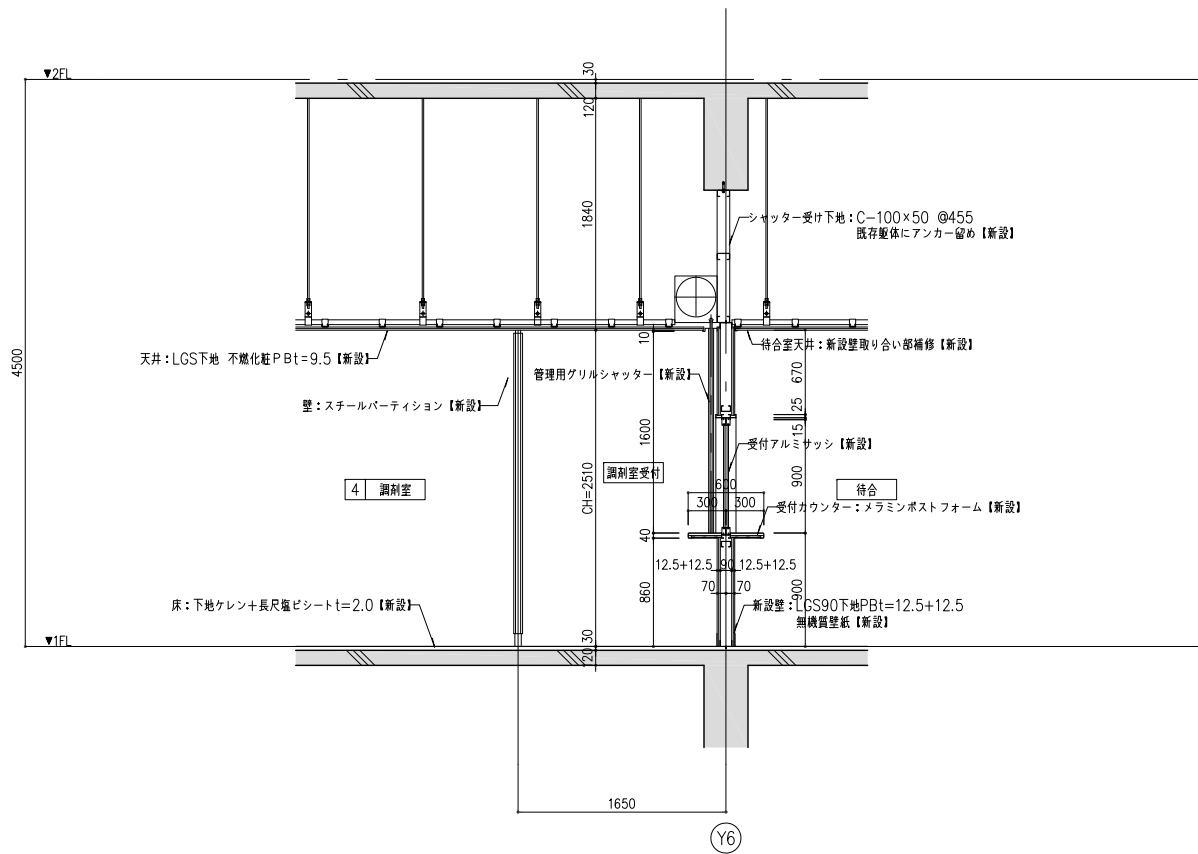 ▼2FL
30
120
1840
シャッター受け下地：C-100×50 @455
既存躯体にアンカー留め【新設】
4500
天井：LGS下地 不燃化粧PBt=9.5【新設】
10
待合室天井：新設壁取り合い部補修【新設】
管理用グリルシャッター【新設】
670
壁：スチールパーティション【新設】
25
15
1600
受付アルミサッシ【新設】
調剤室受付
CH=2510
900
4 調剤室
600
待合
300 300
受付カウンター：メラミンポストフォーム【新設】
40
12.5+12.5 90 12.5+12.5
70 70
860
900
床：下地ケレン+長尺塩ビシートt=2.0【新設】
新設壁：LGS90下地PBt=12.5+12.5
無機質壁紙【新設】
▼1FL
30
120
1650
Y6